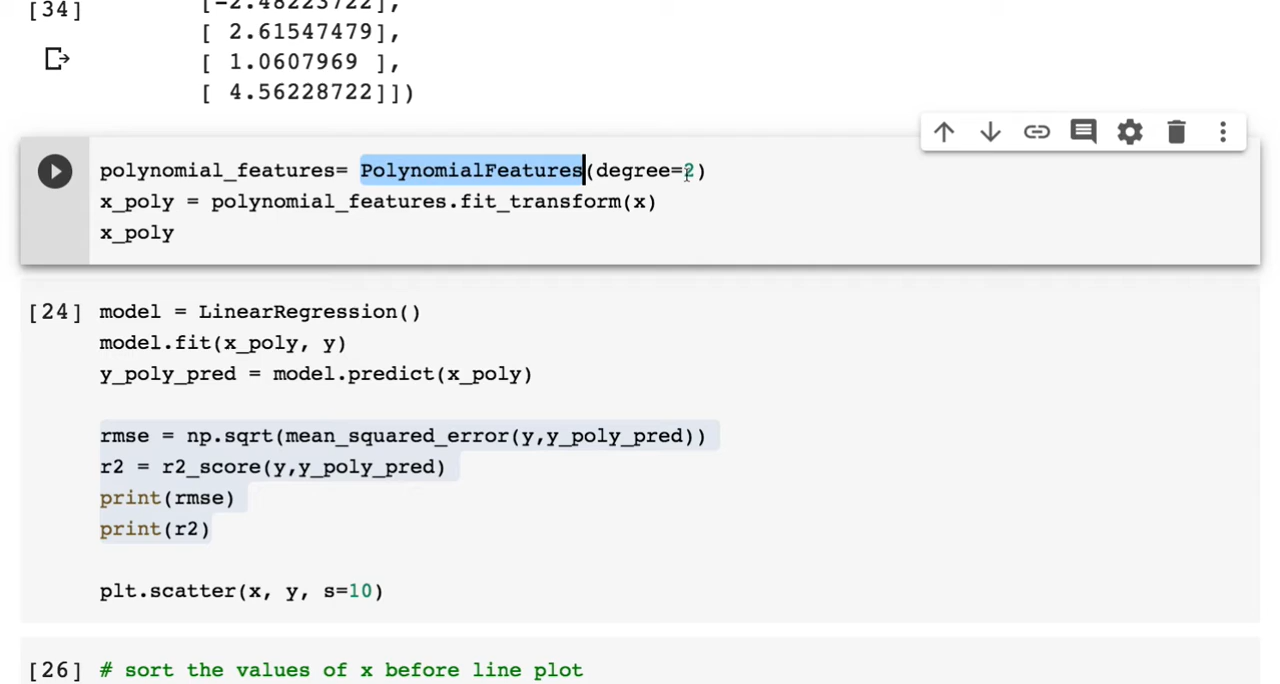 [34]
[-2.48223722],
[ 2.61547479],
[ 1.0607969 ],
[ 4.56228722]])
polynomial_features= PolynomialFeatures(degree=2)
x_poly = polynomial_features.fit_transform(x)
x_poly
[24] model = LinearRegression()
model.fit(x_poly, y)
y_poly_pred = model.predict(x_poly)
rmse = np.sqrt(mean_squared_error(y,y_poly_pred))
r2 = r2_score(y,y_poly_pred)
print(rmse)
print(r2)
plt.scatter(x, y, s=10)
[26] # sort the values of x before line plot